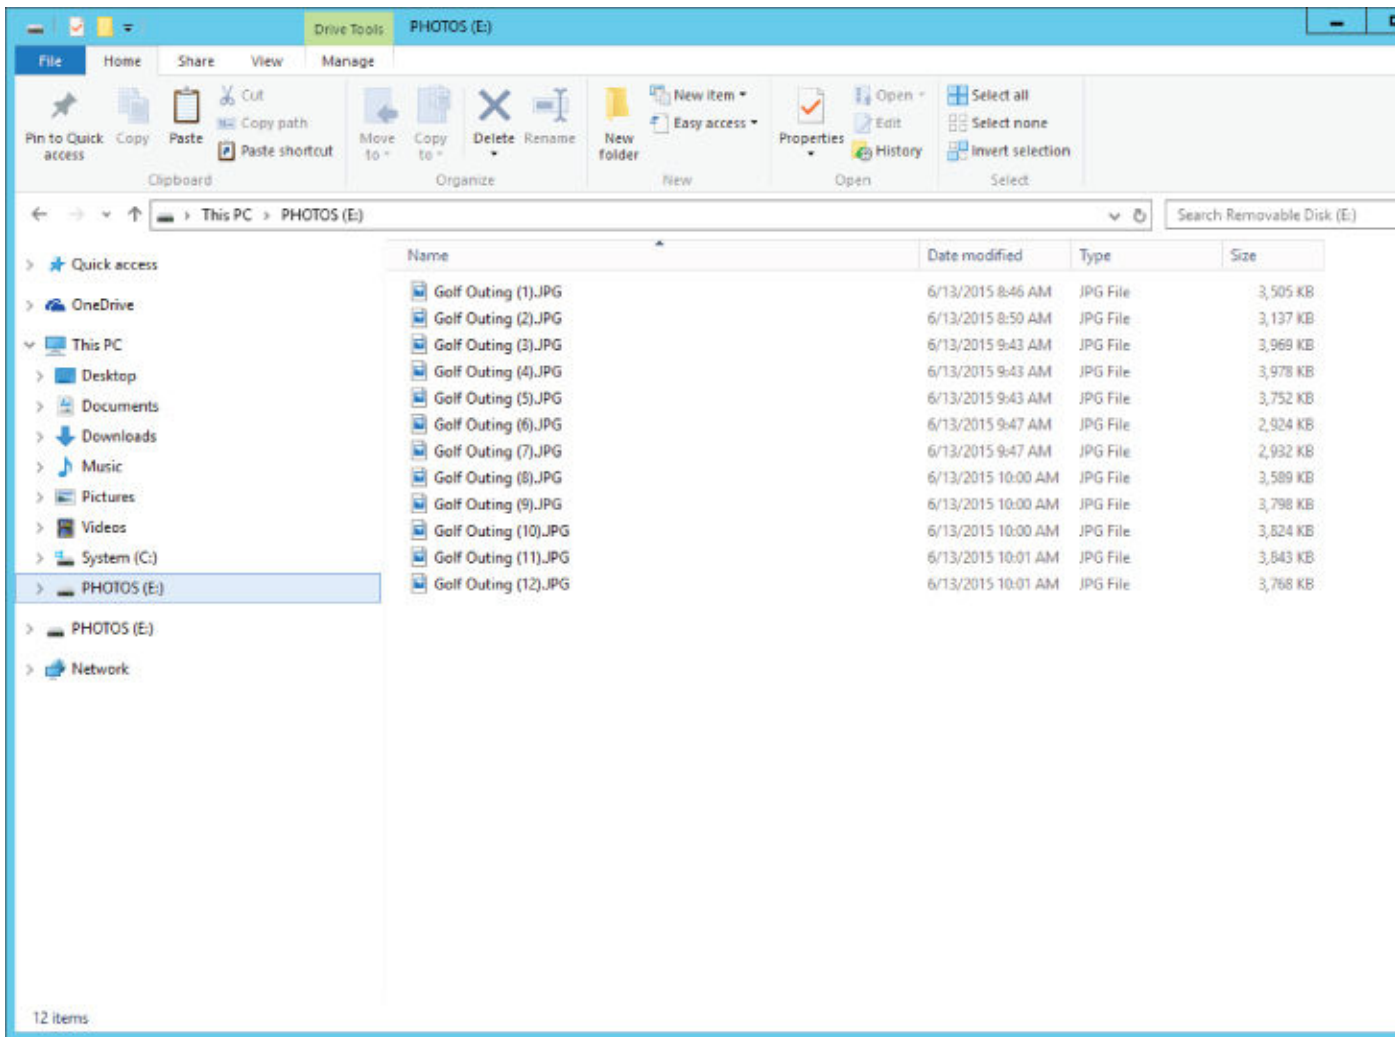 Drive Tools PHOTOS (E:)
File Home Share View Manage
Pin to Quick access Copy Paste Cut Copy path Paste shortcut
Move to Copy to Delete Rename New folder New item Easy access
Properties Open Edit History Select all Select none Invert selection
Clipboard Organize New Open Select
This PC > PHOTOS (E:) Search Removable Disk (E:)
Name Date modified Type Size
Quick access
OneDrive
This PC
Desktop
Documents
Downloads
Music
Pictures
Videos
System (C:)
PHOTOS (E:)
PHOTOS (E:)
Network
Golf Outing (1).JPG 6/13/2015 8:46 AM JPG File 3,505 KB
Golf Outing (2).JPG 6/13/2015 8:50 AM JPG File 3,137 KB
Golf Outing (3).JPG 6/13/2015 9:43 AM JPG File 3,969 KB
Golf Outing (4).JPG 6/13/2015 9:43 AM JPG File 3,978 KB
Golf Outing (5).JPG 6/13/2015 9:43 AM JPG File 3,752 KB
Golf Outing (6).JPG 6/13/2015 9:47 AM JPG File 2,924 KB
Golf Outing (7).JPG 6/13/2015 9:47 AM JPG File 2,932 KB
Golf Outing (8).JPG 6/13/2015 10:00 AM JPG File 3,589 KB
Golf Outing (9).JPG 6/13/2015 10:00 AM JPG File 3,798 KB
Golf Outing (10).JPG 6/13/2015 10:00 AM JPG File 3,824 KB
Golf Outing (11).JPG 6/13/2015 10:01 AM JPG File 3,843 KB
Golf Outing (12).JPG 6/13/2015 10:01 AM JPG File 3,768 KB
12 items